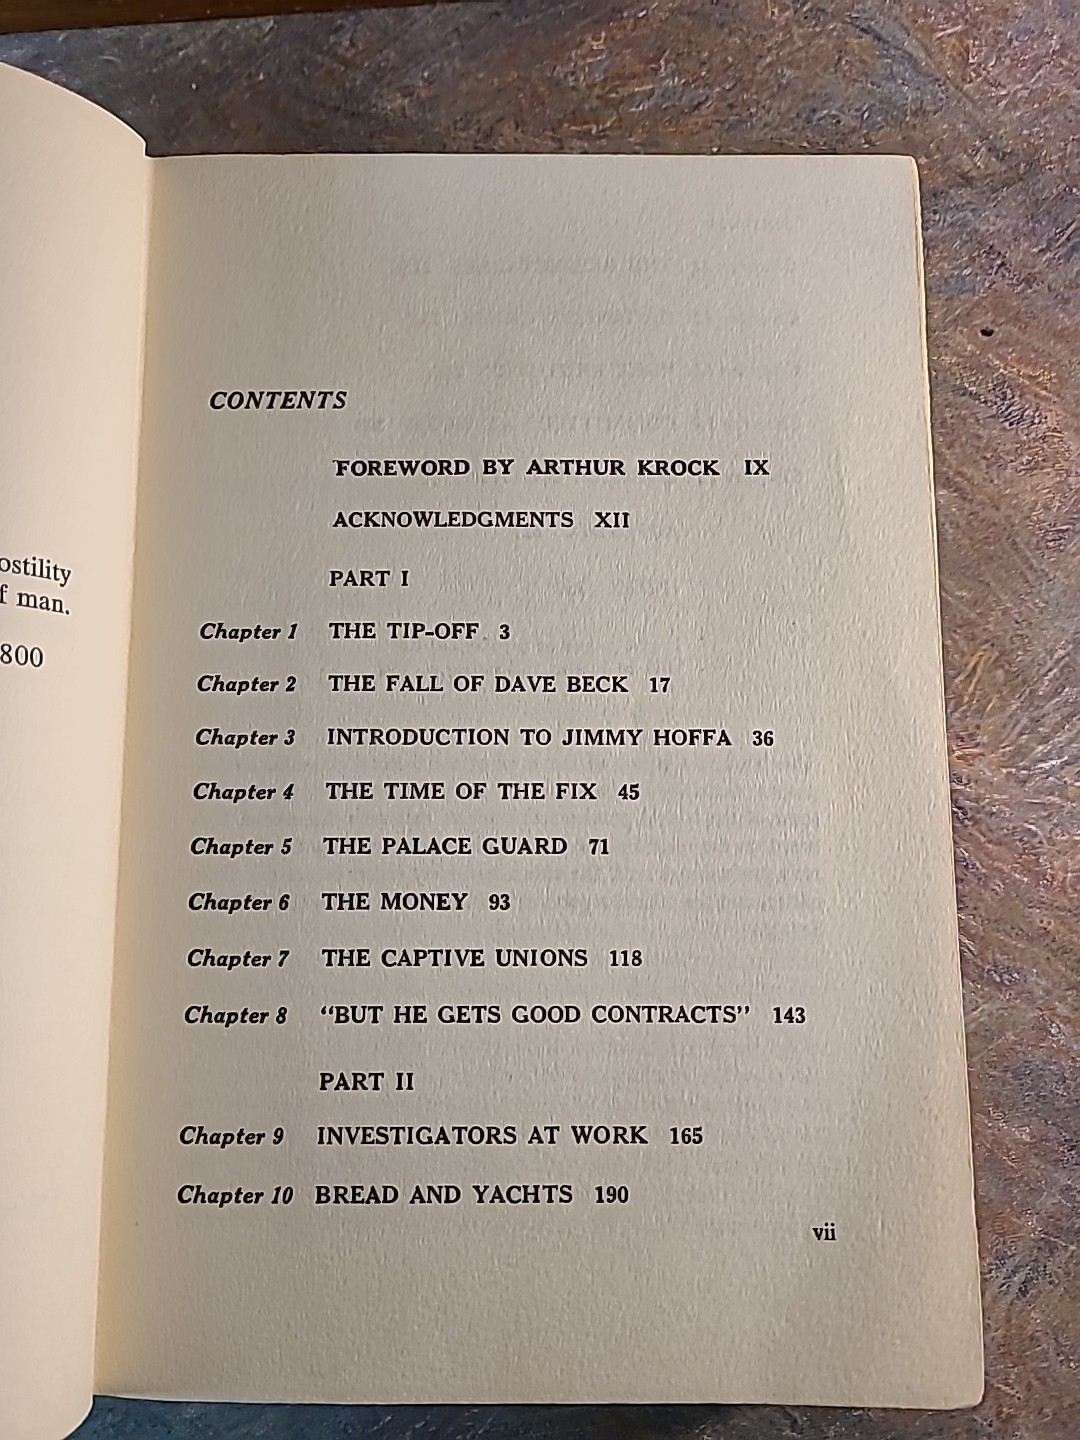 ostility
f man.
800
CONTENTS
FOREWORD BY ARTHUR KROCK IX
ACKNOWLEDGMENTS XII
PART I
Chapter 1 THE TIP-OFF 3
Chapter 2 THE FALL OF DAVE BECK 17
Chapter 3 INTRODUCTION TO JIMMY HOFFA 36
Chapter 4 THE TIME OF THE FIX 45
Chapter 5 THE PALACE GUARD 71
Chapter 6 THE MONEY 93
Chapter 7 THE CAPTIVE UNIONS 118
Chapter 8 “BUT HE GETS GOOD CONTRACTS” 143
PART II
Chapter 9 INVESTIGATORS AT WORK 165
Chapter 10 BREAD AND YACHTS 190
vii